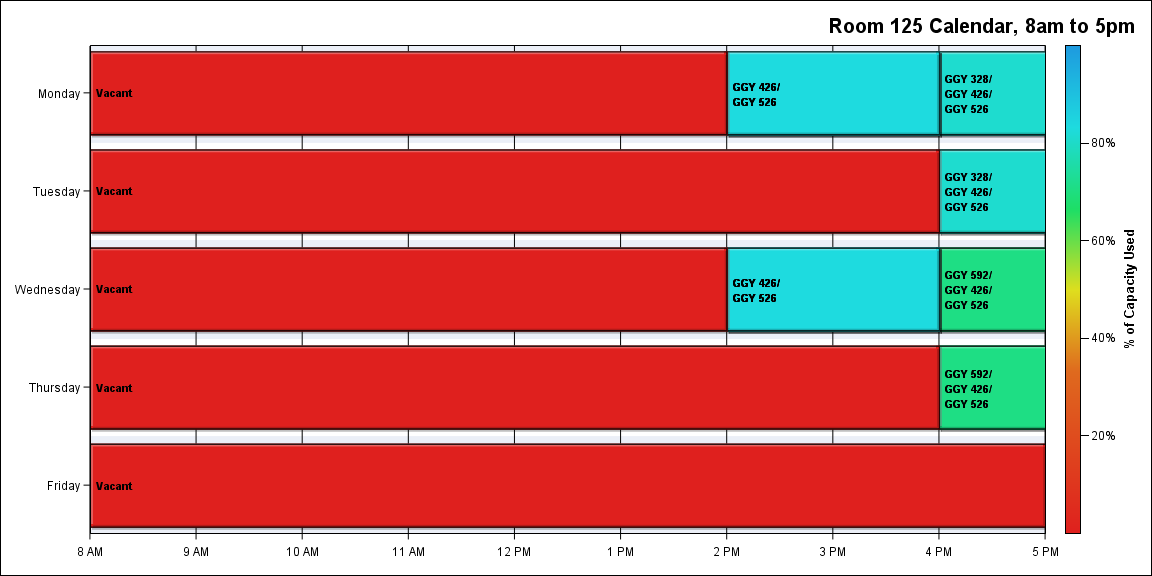 Room 125 Calendar, 8am to 5pm
Monday
Vacant
GGY 426/
GGY 526
GGY 328/
GGY 426/
GGY 526
Tuesday
Vacant
GGY 328/
GGY 426/
GGY 526
Wednesday
Vacant
GGY 426/
GGY 526
GGY 592/
GGY 426/
GGY 526
Thursday
Vacant
GGY 592/
GGY 426/
GGY 526
Friday
Vacant
8 AM 9 AM 10 AM 11 AM 12 PM 1 PM 2 PM 3 PM 4 PM 5 PM
80%
60%
40%
20%
% of Capacity Used